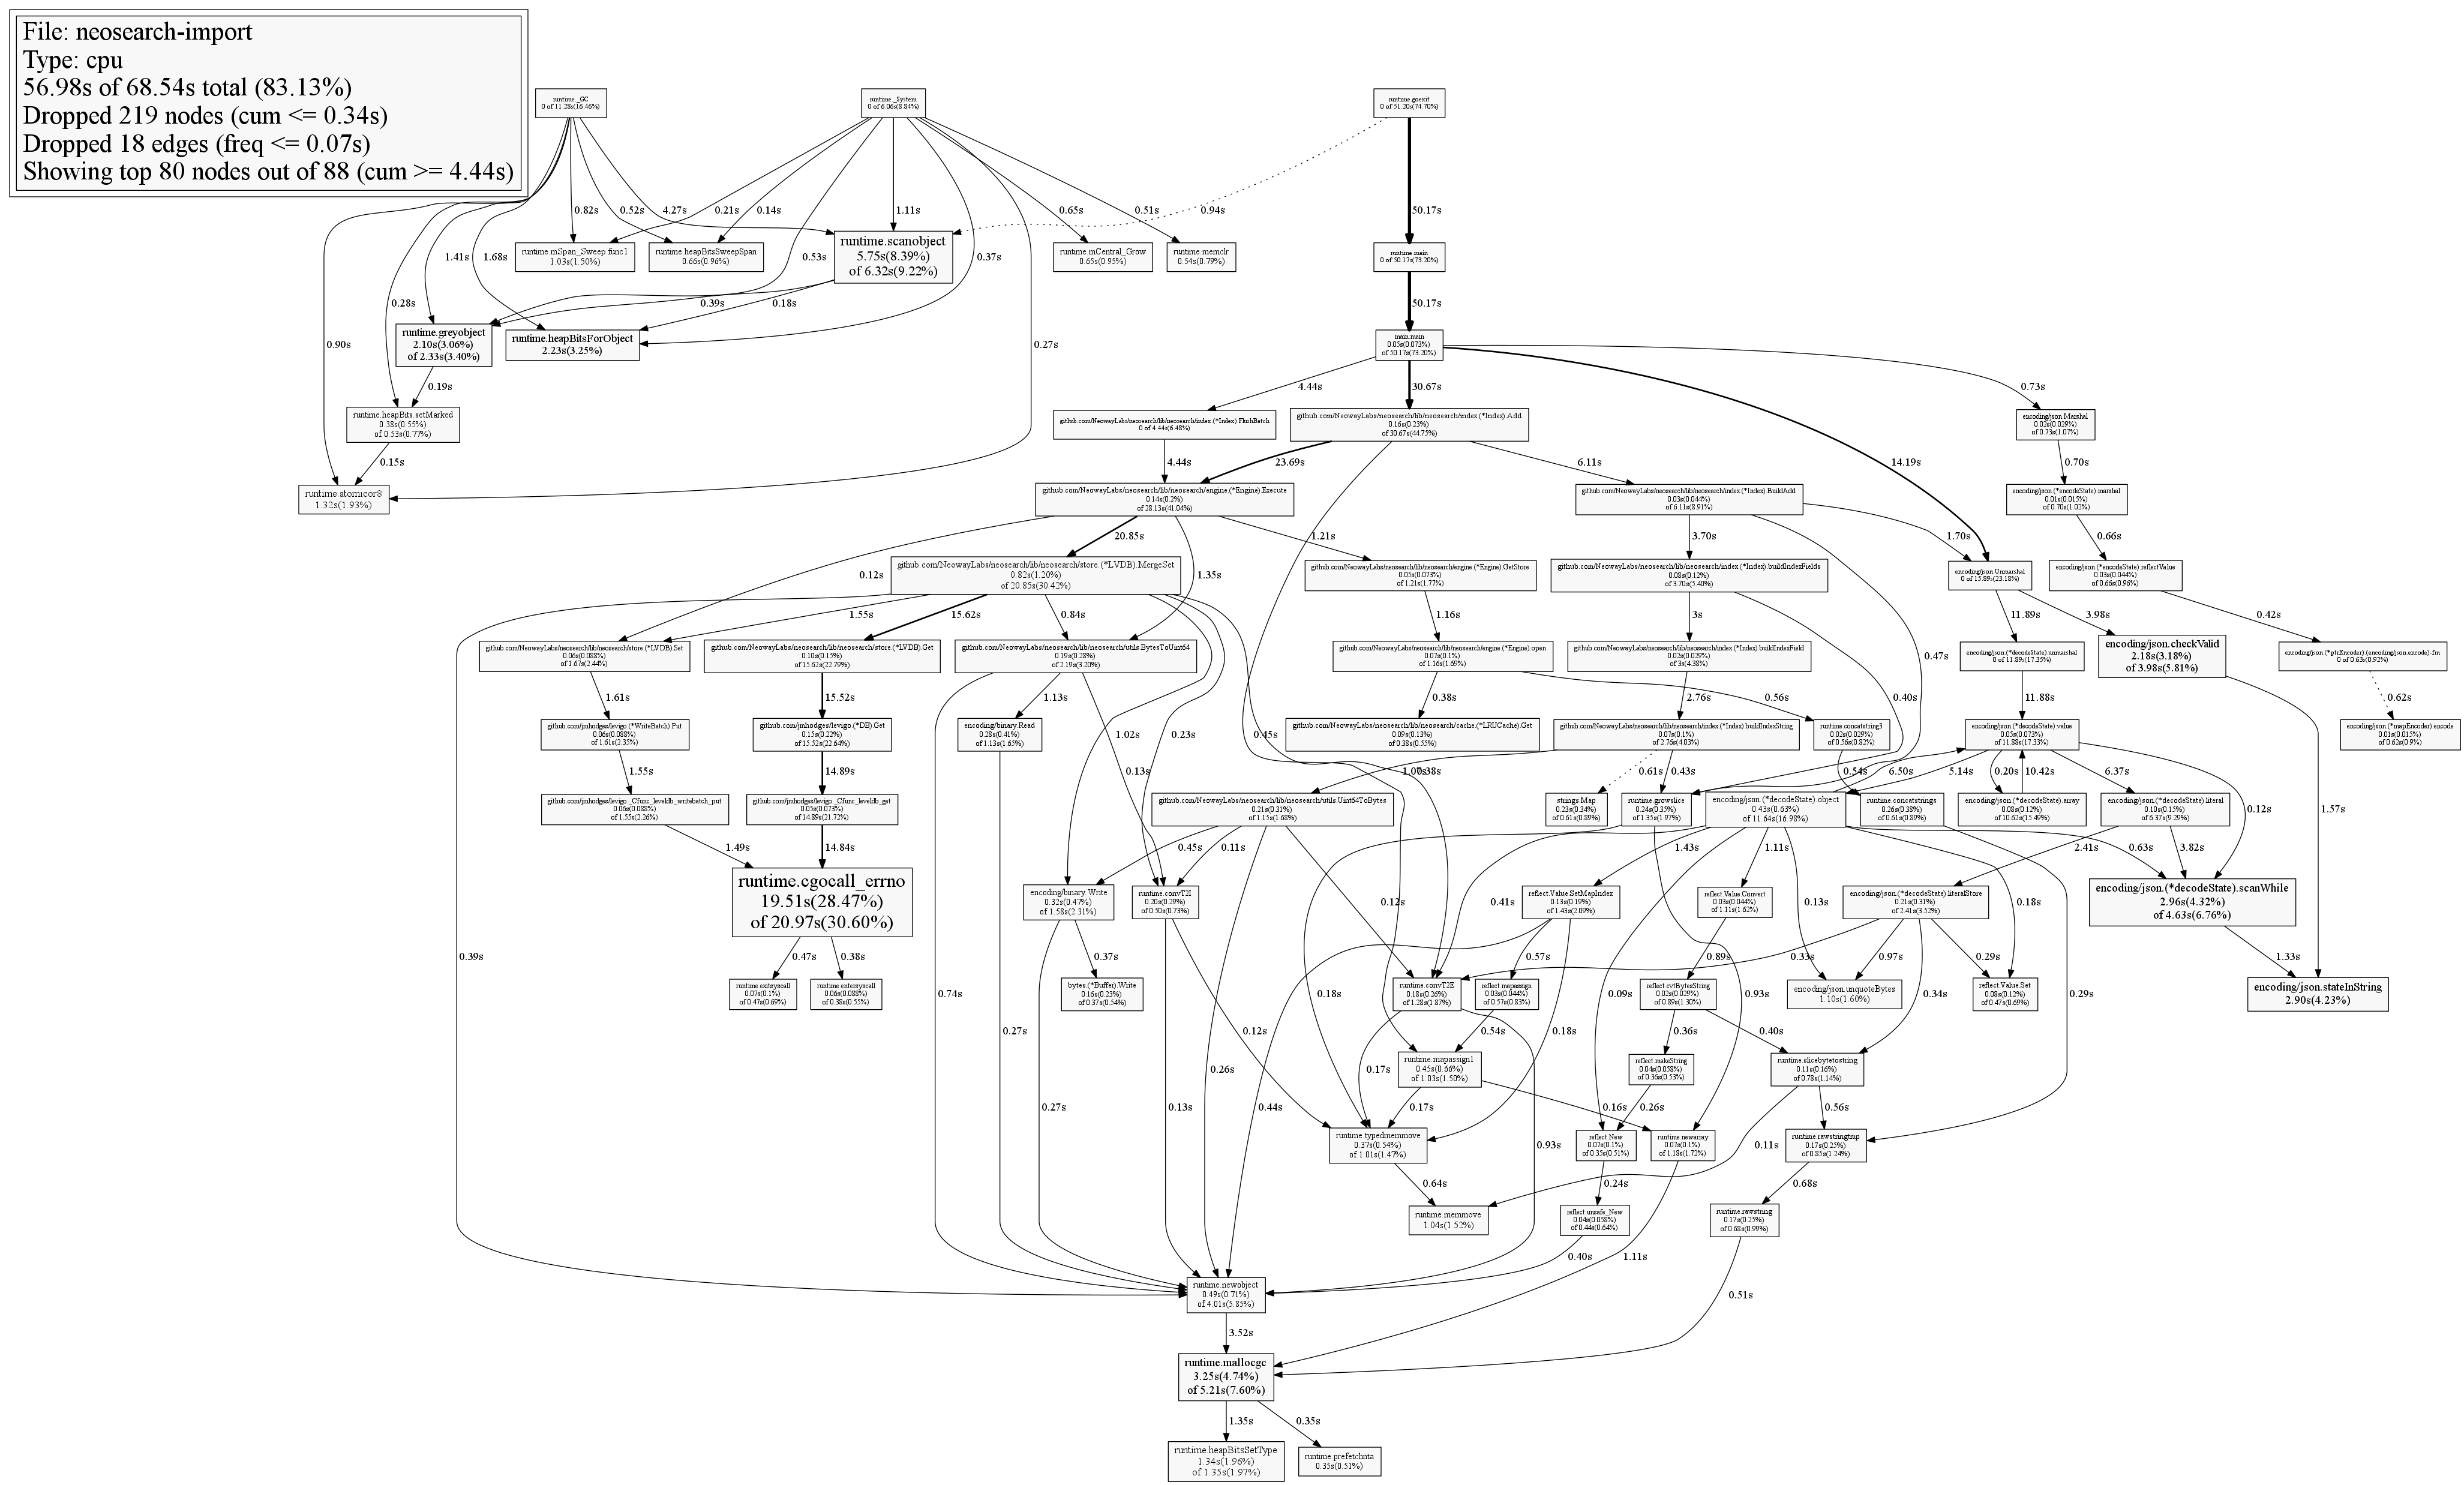 File: neosearch-import
Type: cpu
56.98s of 68.54s total (83.13%)
Dropped 219 nodes (cum <= 0.34s)
Dropped 18 edges (freq <= 0.07s)
Showing top 80 nodes out of 88 (cum >= 4.44s)
runtime._GC
0 of 11.28s(16.46%)
runtime._System
0 of 6.06s(8.84%)
runtime.goexit
0 of 51.20s(74.70%)
0.82s
0.52s
4.27s
0.21s
0.14s
1.11s
0.65s
0.51s
0.94s
50.17s
runtime.mSpan_Sweep.func1
1.03s(1.50%)
runtime.heapBitsSweepSpan
0.66s(0.96%)
runtime.scanobject
5.75s(8.39%)
of 6.32s(9.22%)
runtime.mCentral_Grow
0.65s(0.95%)
runtime.memclr
0.54s(0.79%)
runtime.main
0 of 50.17s(73.20%)
1.41s
1.68s
0.53s
0.37s
0.28s
0.39s
0.18s
50.17s
0.90s
0.27s
runtime.greyobject
2.10s(3.06%)
of 2.33s(3.40%)
runtime.heapBitsForObject
2.23s(3.25%)
main.main
0.05s(0.073%)
of 50.17s(73.20%)
0.19s
4.44s
30.67s
0.73s
runtime.heapBits.setMarked
0.38s(0.55%)
of 0.53s(0.77%)
github.com/NeowayLabs/neosearch/lib/neosearch/index.(*Index).FlushBatch
0 of 4.44s(6.48%)
github.com/NeowayLabs/neosearch/lib/neosearch/index.(*Index).Add
0.16s(0.23%)
of 30.67s(44.75%)
encoding/json.Marshal
0.02s(0.029%)
of 0.73s(1.07%)
0.15s
4.44s
23.69s
6.11s
14.19s
0.70s
runtime.atomicor8
1.32s(1.93%)
github.com/NeowayLabs/neosearch/lib/neosearch/engine.(*Engine).Execute
0.14s(0.2%)
of 28.13s(41.04%)
github.com/NeowayLabs/neosearch/lib/neosearch/index.(*Index).BuildAdd
0.03s(0.044%)
of 6.11s(8.91%)
encoding/json.(*encodeState).marshal
0.01s(0.015%)
of 0.70s(1.02%)
20.85s
1.21s
3.70s
1.70s
0.66s
github.com/NeowayLabs/neosearch/lib/neosearch/store.(*LVDB).MergeSet
0.82s(1.20%)
of 20.85s(30.42%)
github.com/NeowayLabs/neosearch/lib/neosearch/engine.(*Engine).GetStore
0.05s(0.073%)
of 1.21s(1.77%)
github.com/NeowayLabs/neosearch/lib/neosearch/index.(*Index).buildIndexFields
0.08s(0.12%)
of 3.70s(5.40%)
encoding/json.Unmarshal
0 of 15.89s(23.18%)
encoding/json.(*encodeState).reflectValue
0.03s(0.044%)
of 0.66s(0.96%)
0.12s
1.35s
1.55s
15.62s
0.84s
1.16s
3s
11.89s
3.98s
0.42s
github.com/NeowayLabs/neosearch/lib/neosearch/store.(*LVDB).Set
0.06s(0.088%)
of 1.67s(2.44%)
github.com/NeowayLabs/neosearch/lib/neosearch/store.(*LVDB).Get
0.10s(0.15%)
of 15.62s(22.79%)
github.com/NeowayLabs/neosearch/lib/neosearch/utils.BytesToUint64
0.19s(0.28%)
of 2.19s(3.20%)
github.com/NeowayLabs/neosearch/lib/neosearch/engine.(*Engine).open
0.07s(0.1%)
of 1.16s(1.69%)
github.com/NeowayLabs/neosearch/lib/neosearch/index.(*Index).buildIndexField
0.02s(0.029%)
of 3s(4.38%)
0.47s
encoding/json.(*decodeState).unmarshal
0 of 11.89s(17.35%)
encoding/json.checkValid
2.18s(3.18%)
of 3.98s(5.81%)
encoding/json.(*ptrEncoder).(encoding/json.encode)-fm
0 of 0.63s(0.92%)
1.61s
15.52s
1.13s
0.38s
0.56s
2.76s
0.40s
11.88s
0.62s
github.com/jmhodges/levigo.(*WriteBatch).Put
0.06s(0.088%)
of 1.61s(2.35%)
github.com/jmhodges/levigo.(*DB).Get
0.15s(0.22%)
of 15.52s(22.64%)
encoding/binary.Read
0.28s(0.41%)
of 1.13s(1.65%)
1.02s
0.23s
0.45s
github.com/NeowayLabs/neosearch/lib/neosearch/cache.(*LRUCache).Get
0.09s(0.13%)
of 0.38s(0.55%)
github.com/NeowayLabs/neosearch/lib/neosearch/index.(*Index).buildIndexString
0.07s(0.1%)
of 2.76s(4.03%)
runtime.concatstring3
0.02s(0.029%)
of 0.56s(0.82%)
encoding/json.(*decodeState).value
0.05s(0.073%)
of 11.88s(17.33%)
encoding/json.(*mapEncoder).encode
0.01s(0.015%)
of 0.62s(0.9%)
1.55s
14.89s
0.13s
1.00s
0.38s
0.61s
0.43s
0.54s
6.50s
5.14s
0.20s
10.42s
6.37s
github.com/jmhodges/levigo._Cfunc_leveldb_writebatch_put
0.06s(0.088%)
of 1.55s(2.26%)
github.com/jmhodges/levigo._Cfunc_leveldb_get
0.05s(0.073%)
of 14.89s(21.72%)
github.com/NeowayLabs/neosearch/lib/neosearch/utils.Uint64ToBytes
0.21s(0.31%)
of 1.15s(1.68%)
strings.Map
0.23s(0.34%)
of 0.61s(0.89%)
runtime.growslice
0.24s(0.35%)
of 1.35s(1.97%)
encoding/json.(*decodeState).object
0.43s(0.63%)
of 11.64s(16.98%)
runtime.concatstrings
0.26s(0.38%)
of 0.61s(0.89%)
encoding/json.(*decodeState).array
0.08s(0.12%)
of 10.62s(15.49%)
encoding/json.(*decodeState).literal
0.10s(0.15%)
of 6.37s(9.29%)
0.12s
1.57s
1.49s
14.84s
0.45s
0.11s
1.43s
1.11s
2.41s
0.63s
3.82s
runtime.cgocall_errno
19.51s(28.47%)
of 20.97s(30.60%)
encoding/binary.Write
0.32s(0.47%)
of 1.58s(2.31%)
runtime.convT2I
0.20s(0.29%)
of 0.50s(0.73%)
0.12s
0.41s
reflect.Value.SetMapIndex
0.13s(0.19%)
of 1.43s(2.09%)
reflect.Value.Convert
0.03s(0.044%)
of 1.11s(1.62%)
0.13s
encoding/json.(*decodeState).literalStore
0.21s(0.31%)
of 2.41s(3.52%)
0.18s
encoding/json.(*decodeState).scanWhile
2.96s(4.32%)
of 4.63s(6.76%)
0.39s
0.47s
0.38s
0.37s
0.57s
0.89s
0.33s
0.97s
0.29s
1.33s
runtime.exitsyscall
0.07s(0.1%)
of 0.47s(0.69%)
runtime.entersyscall
0.06s(0.088%)
of 0.38s(0.55%)
0.74s
bytes.(*Buffer).Write
0.16s(0.23%)
of 0.37s(0.54%)
0.18s
runtime.convT2E
0.18s(0.26%)
of 1.28s(1.87%)
reflect.mapassign
0.03s(0.044%)
of 0.57s(0.83%)
0.09s
reflect.cvtBytesString
0.02s(0.029%)
of 0.89s(1.30%)
0.93s
encoding/json.unquoteBytes
1.10s(1.60%)
0.34s
reflect.Value.Set
0.08s(0.12%)
of 0.47s(0.69%)
0.29s
encoding/json.stateInString
2.90s(4.23%)
0.27s
0.12s
0.54s
0.18s
0.36s
0.40s
0.26s
0.17s
runtime.mapassign1
0.45s(0.66%)
of 1.03s(1.50%)
reflect.makeString
0.04s(0.058%)
of 0.36s(0.53%)
runtime.slicebytetostring
0.11s(0.16%)
of 0.78s(1.14%)
0.27s
0.13s
0.44s
0.17s
0.16s
0.26s
0.56s
runtime.typedmemmove
0.37s(0.54%)
of 1.01s(1.47%)
0.93s
reflect.New
0.07s(0.1%)
of 0.35s(0.51%)
runtime.newarray
0.07s(0.1%)
of 1.18s(1.72%)
0.11s
runtime.rawstringtmp
0.17s(0.25%)
of 0.85s(1.24%)
0.64s
0.24s
0.68s
runtime.memmove
1.04s(1.52%)
reflect.unsafe_New
0.04s(0.058%)
of 0.44s(0.64%)
runtime.rawstring
0.17s(0.25%)
of 0.68s(0.99%)
0.40s
1.11s
runtime.newobject
0.49s(0.71%)
of 4.01s(5.85%)
0.51s
3.52s
runtime.mallocgc
3.25s(4.74%)
of 5.21s(7.60%)
1.35s
0.35s
runtime.heapBitsSetType
1.34s(1.96%)
of 1.35s(1.97%)
runtime.prefetchnta
0.35s(0.51%)